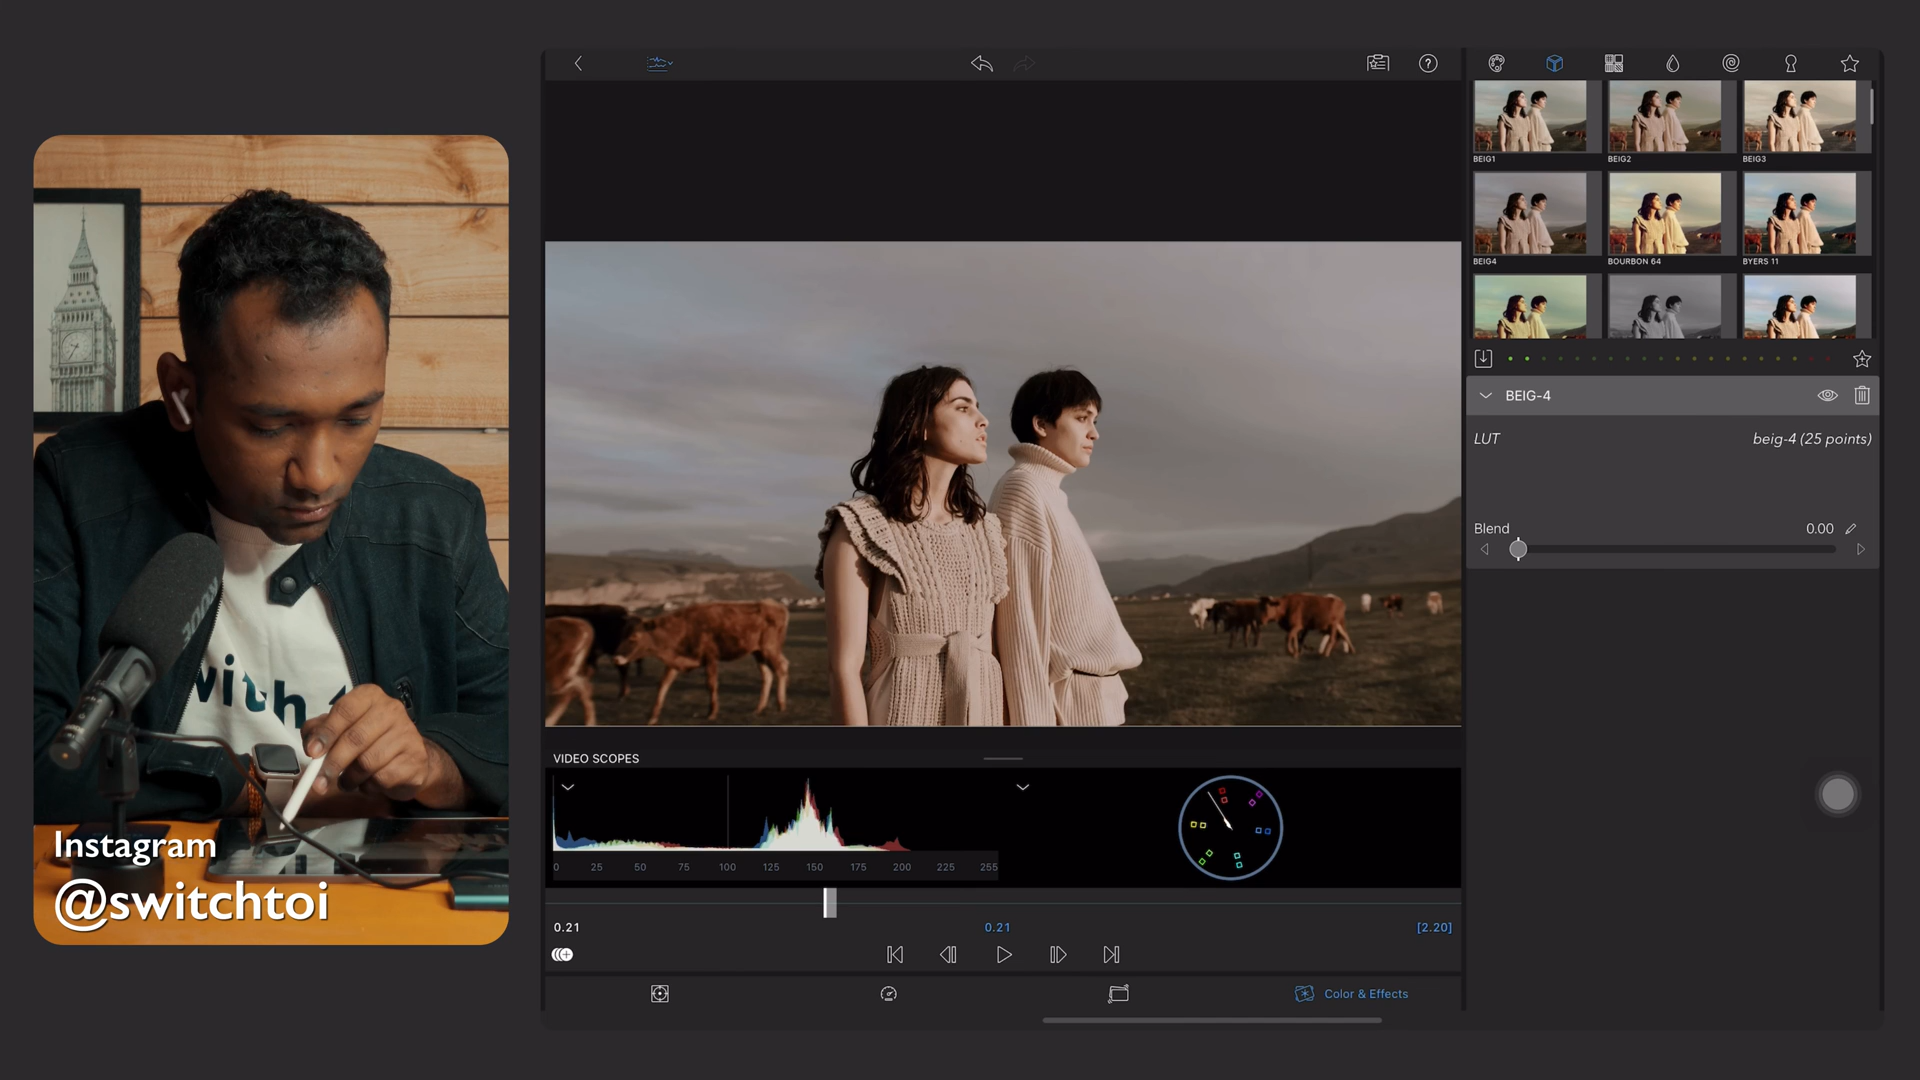 with
RODE
Instagram
@switchtoi
BEIG1
BEIG2
BEIG3
BEIG4
BOURBON 64
BYERS 11
BEIG-4
LUT
beig-4 (25 points)
Blend
0.00
VIDEO SCOPES
0 25 50 75 100 125 150 175 200 225 255
0.21
0.21
[2.20]
Color & Effects